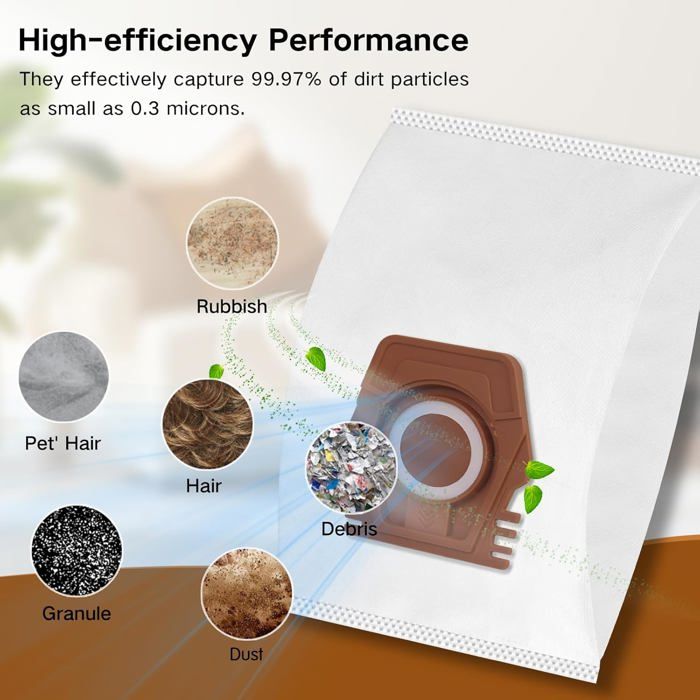 High-efficiency Performance
They effectively capture 99.97% of dirt particles
as small as 0.3 microns.
Rubbish
Pet' Hair
Hair
Debris
Granule
Dust